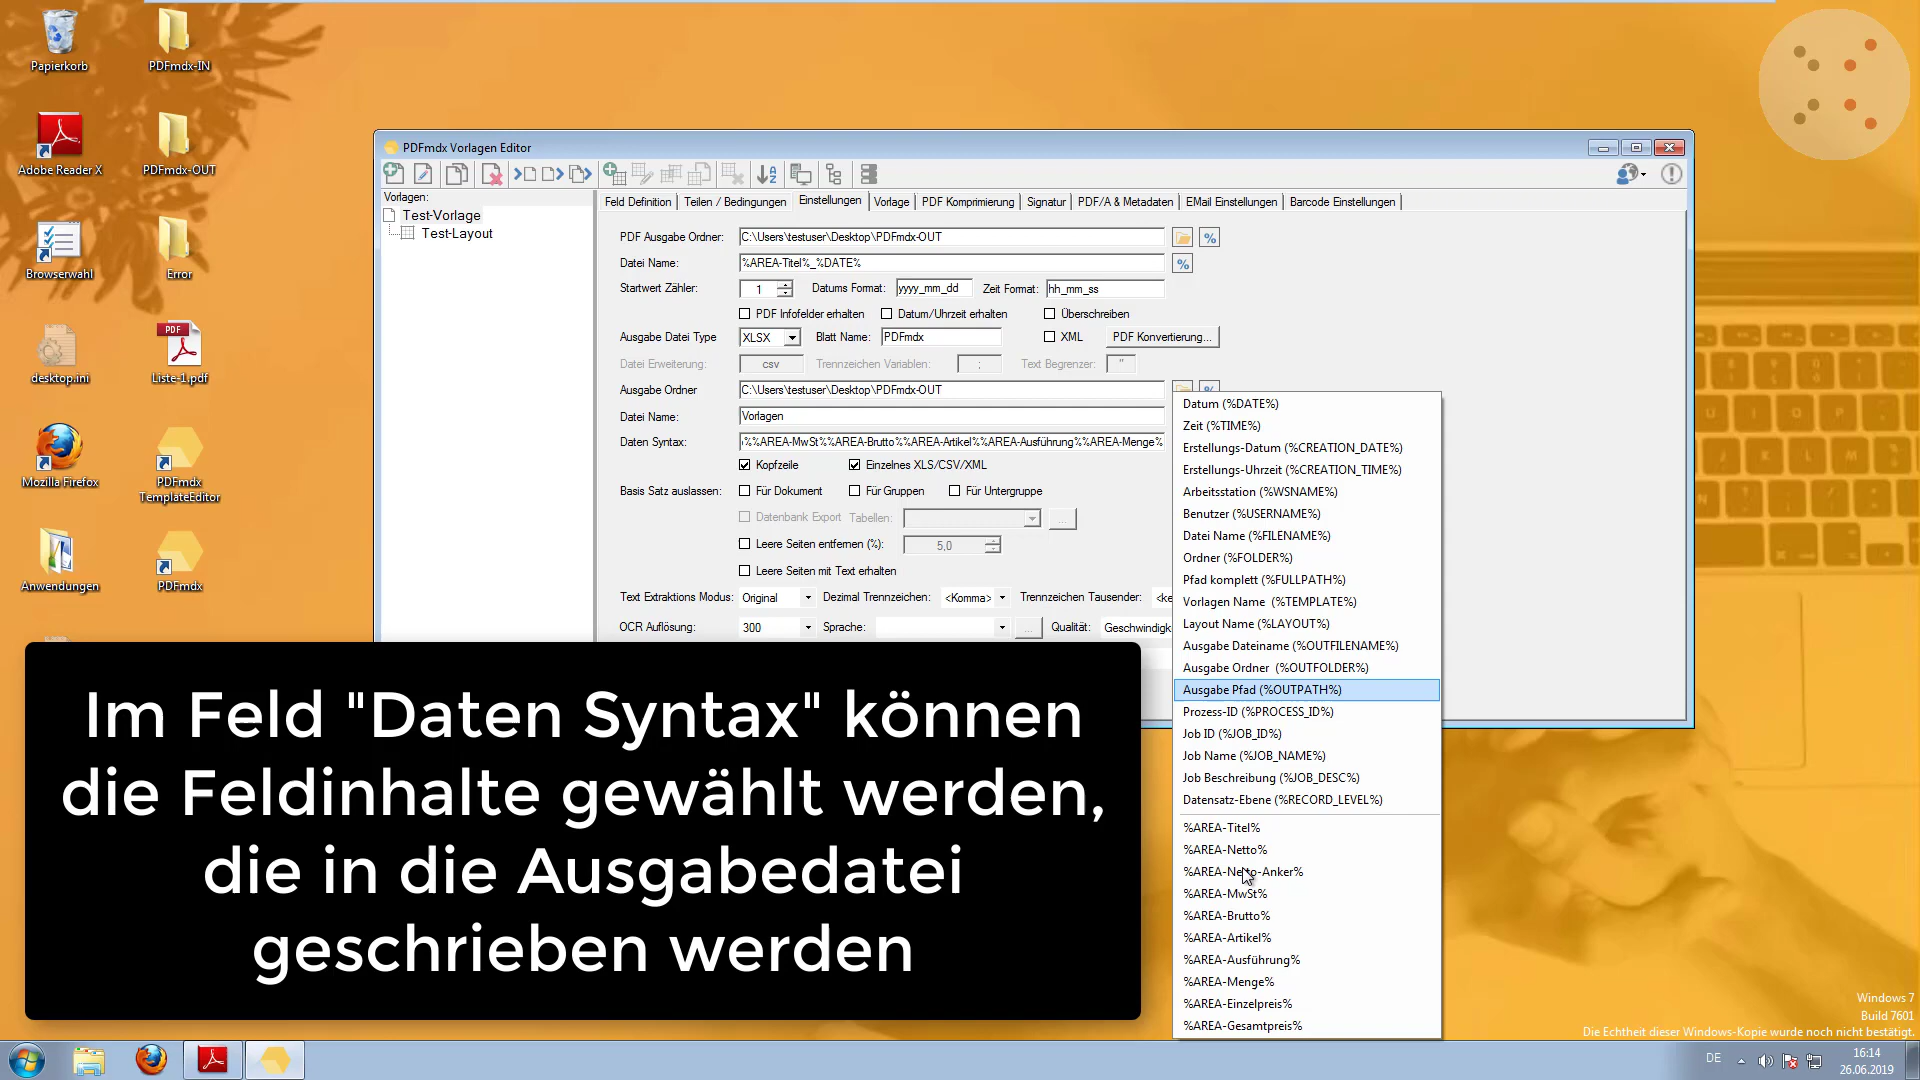 Papierkorb
PDFmdx-IN
Adobe Reader X
PDFmdx-OUT
Browserwahl
Error
desktop.ini
PDF
Liste-1.pdf
Mozilla Firefox
PDFmdx
TemplateEditor
Anwendungen
PDFmdx
PDFmdx Vorlagen Editor
Vorlagen:
Test-Vorlage
Test-Layout
Feld Definition
Teilen / Bedingungen
Einstellungen
Vorlage
PDF Komprimierung
Signatur
PDF/A & Metadaten
EMail Einstellungen
Barcode Einstellungen
PDF Ausgabe Ordner: C:\Users\testuser\Desktop\PDFmdx-OUT %
Datei Name: %AREA-Titel%_%DATE% %
Startwert Zähler: 1 Datums Format: yyyy_mm_dd Zeit Format: hh_mm_ss
PDF Infofelder erhalten Datum/Uhrzeit erhalten Überschreiben
Ausgabe Datei Type XLSX Blatt Name: PDFmdx XML PDF Konvertierung...
Datei Erweiterung: csv Trennzeichen Variablen: ; Text Begrenzer: "
Ausgabe Ordner C:\Users\testuser\Desktop\PDFmdx-OUT %
Datei Name: Vorlagen
Daten Syntax: %%AREA-MwSt%%AREA-Brutto%%AREA-Artikel%%AREA-Ausführung%%AREA-Menge%
Kopfzeile Einzelnes XLS/CSV/XML
Basis Satz auslassen: Für Dokument Für Gruppen Für Untergruppe
Datenbank Export Tabellen: ...
Leere Seiten entfernen (%): 5,0
Leere Seiten mit Text erhalten
Text Extraktions Modus: Original Dezimal Trennzeichen: <Komma> Trennzeichen Tausender: <ke
OCR Auflösung: 300 Sprache: ... Qualität: Geschwindigk
Datum (%DATE%)
Zeit (%TIME%)
Erstellungs-Datum (%CREATION_DATE%)
Erstellungs-Uhrzeit (%CREATION_TIME%)
Arbeitsstation (%WSNAME%)
Benutzer (%USERNAME%)
Datei Name (%FILENAME%)
Ordner (%FOLDER%)
Pfad komplett (%FULLPATH%)
Vorlagen Name (%TEMPLATE%)
Layout Name (%LAYOUT%)
Ausgabe Dateiname (%OUTFILENAME%)
Ausgabe Ordner (%OUTFOLDER%)
Ausgabe Pfad (%OUTPATH%)
Prozess-ID (%PROCESS_ID%)
Job ID (%JOB_ID%)
Job Name (%JOB_NAME%)
Job Beschreibung (%JOB_DESC%)
Datensatz-Ebene (%RECORD_LEVEL%)
%AREA-Titel%
%AREA-Netto%
%AREA-Netto-Anker%
%AREA-MwSt%
%AREA-Brutto%
%AREA-Artikel%
%AREA-Ausführung%
%AREA-Menge%
%AREA-Einzelpreis%
%AREA-Gesamtpreis%
Im Feld "Daten Syntax" können
die Feldinhalte gewählt werden,
die in die Ausgabedatei
geschrieben werden
Windows 7
Build 7601
Die Echtheit dieser Windows-Kopie wurde noch nicht bestätigt.
DE
16:14
26.06.2019